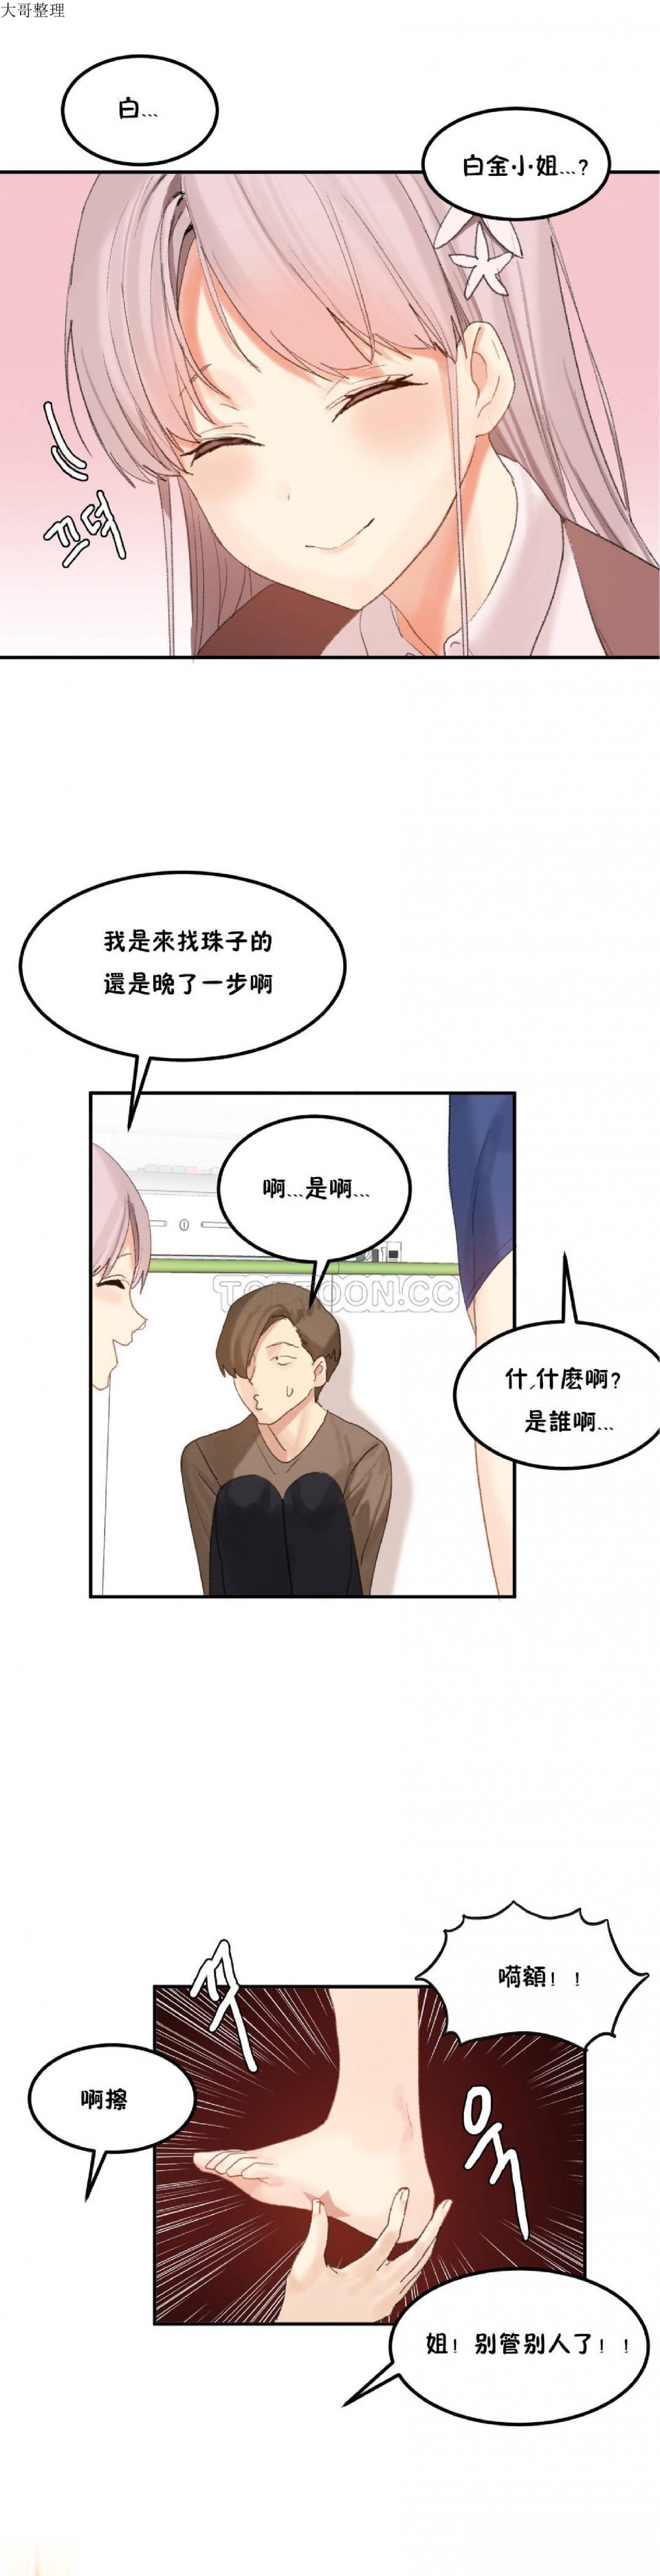 大哥整理
白...
白金小姐...?
끄덕
我是來找珠子的
還是晚了一步啊
啊...是啊...
TOPTOON.CC
什,什麽啊?
是誰啊...
嗬額！！
콱
啊擦
윽
姐！别管别人了！！